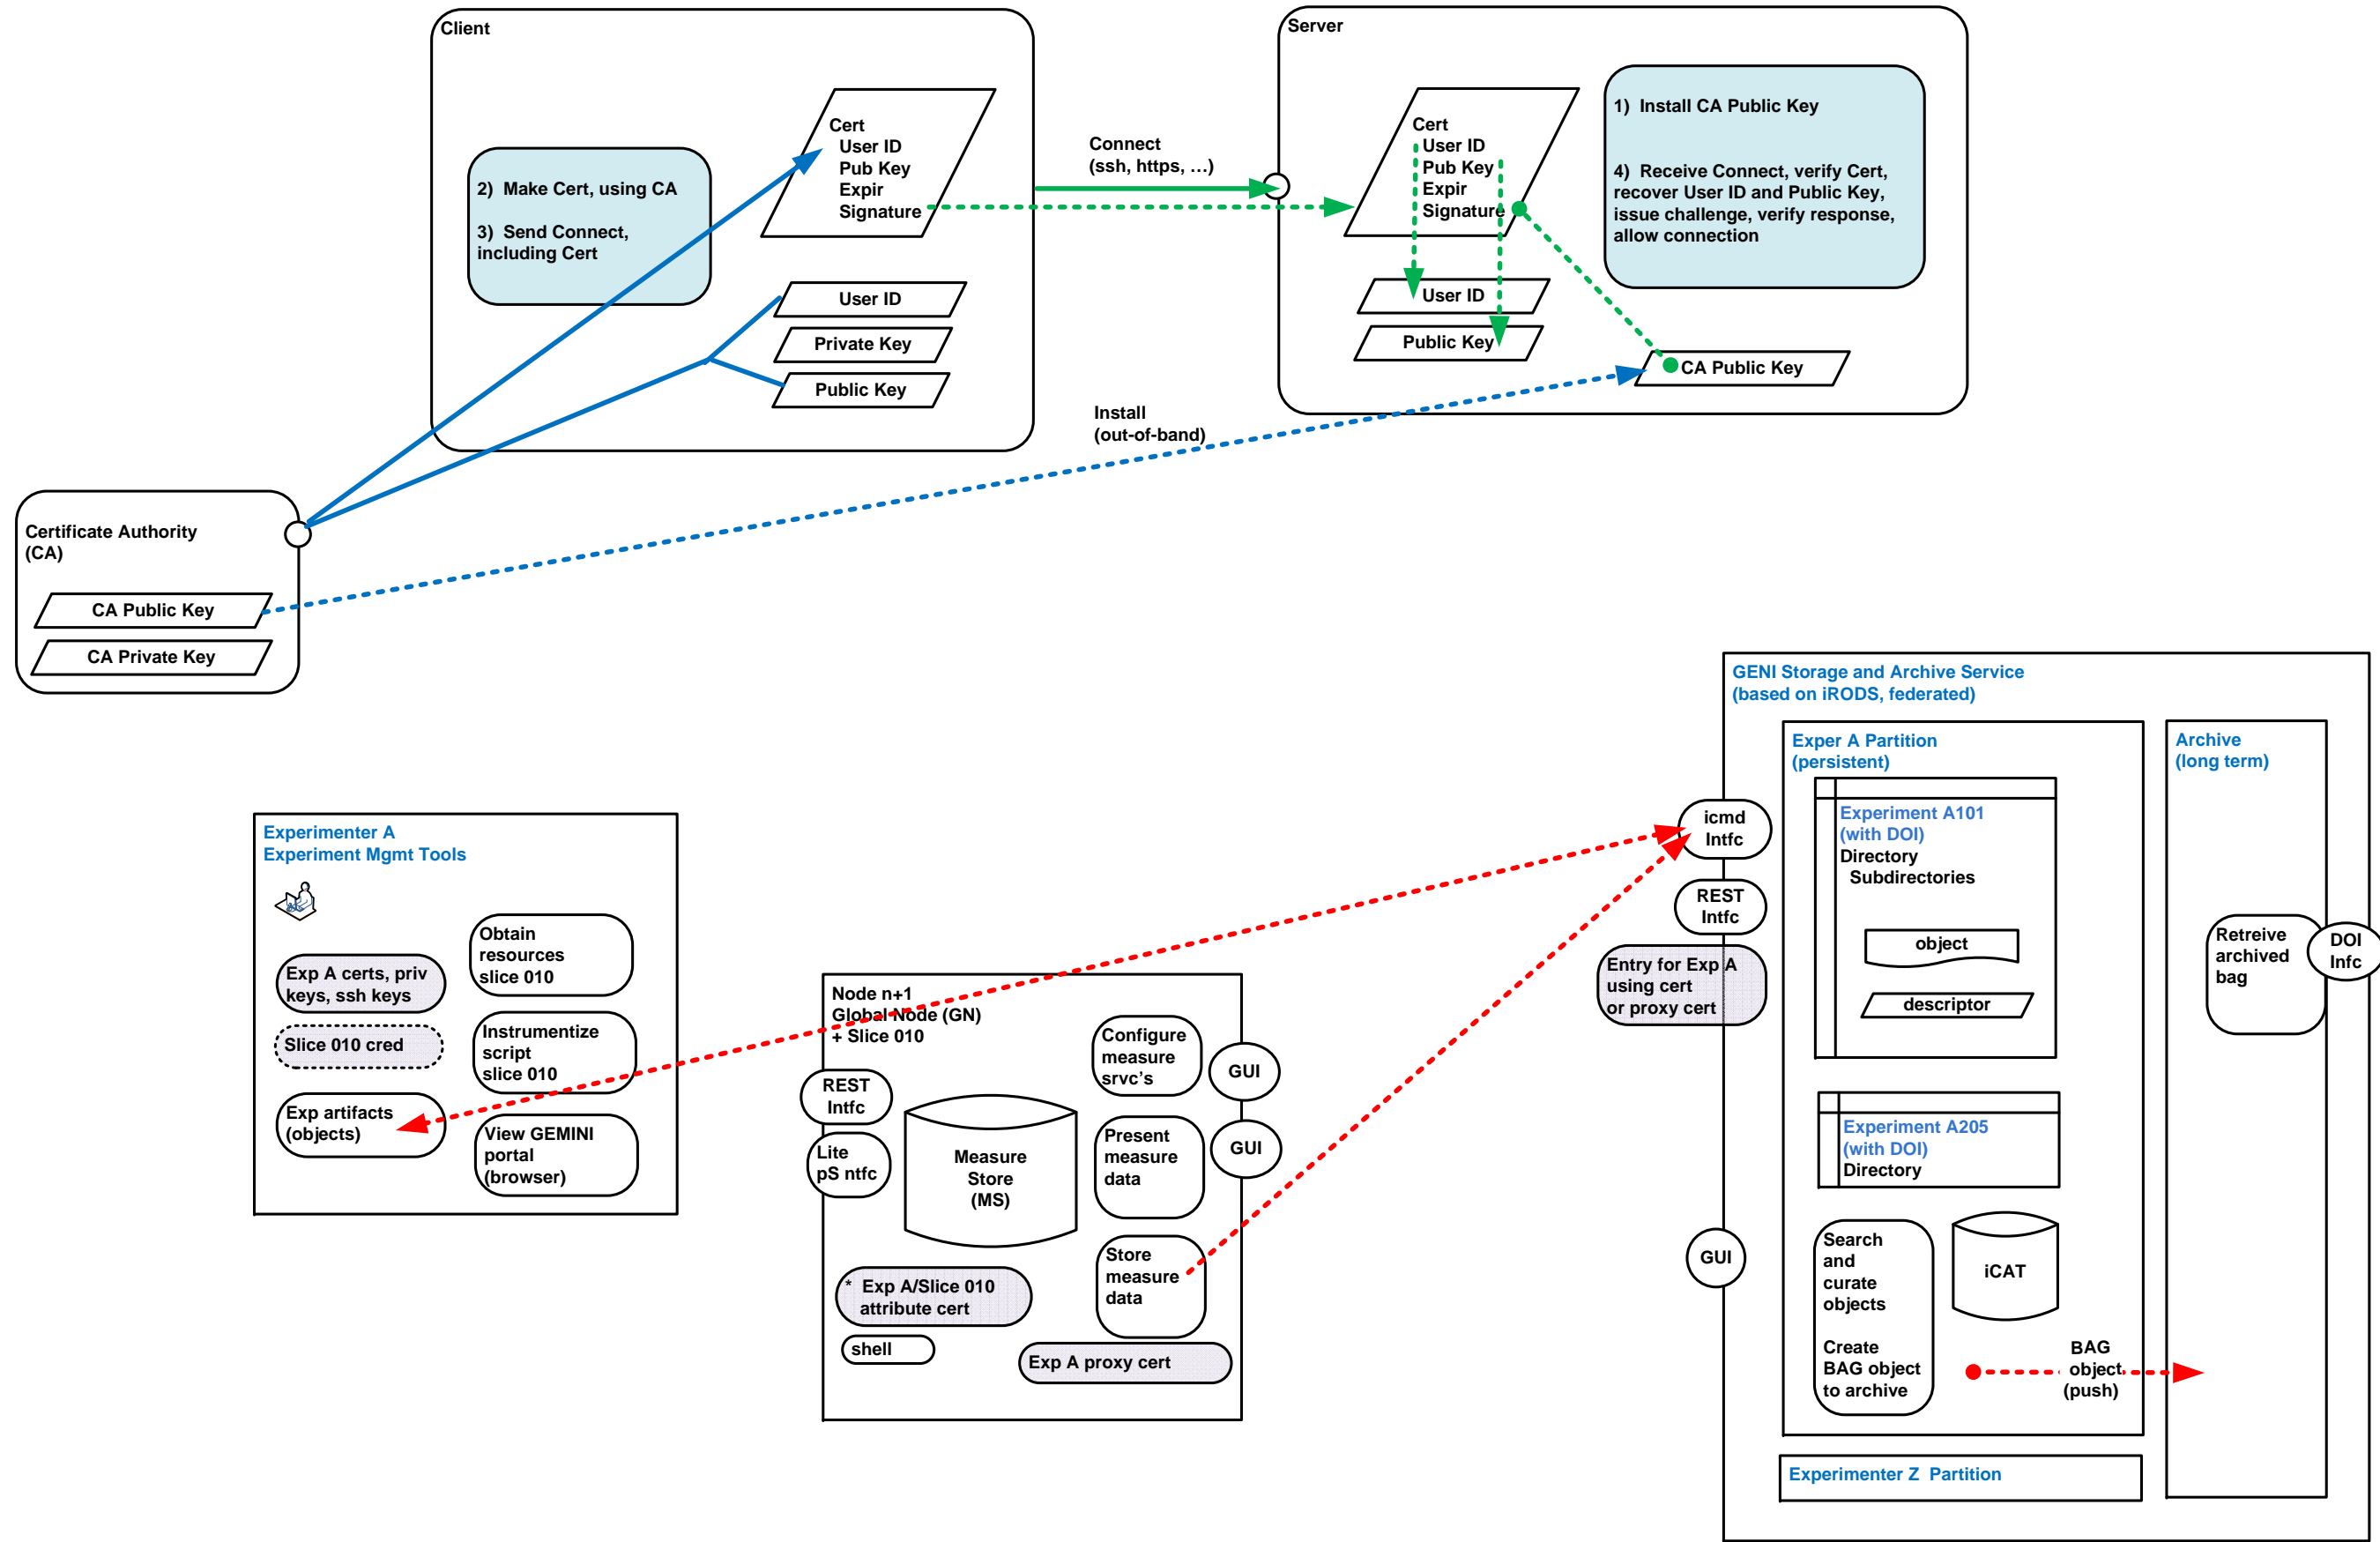 Client
2) Make Cert, using CA
3) Send Connect,
including Cert
Cert
User ID
Pub Key
Expir
Signature
User ID
Private Key
Public Key
Connect
(ssh, https, …)
Install
(out-of-band)
Server
Cert
User ID
Pub Key
Expir
Signature
User ID
Public Key
1) Install CA Public Key
4) Receive Connect, verify Cert,
recover User ID and Public Key,
issue challenge, verify response,
allow connection
CA Public Key
Certificate Authority
(CA)
CA Public Key
CA Private Key
Experimenter A
Experiment Mgmt Tools
Exp A certs, priv
keys, ssh keys
Slice 010 cred
Exp artifacts
(objects)
Obtain
resources
slice 010
Instrumentize
script
slice 010
View GEMINI
portal
(browser)
Node n+1
Global Node (GN)
+ Slice 010
REST
Intfc
Lite
pS ntfc
Measure
Store
(MS)
Configure
measure
srvc's
Present
measure
data
Store
measure
data
GUI
GUI
* Exp A/Slice 010
attribute cert
shell
Exp A proxy cert
GENI Storage and Archive Service
(based on iRODS, federated)
icmd
Intfc
REST
Intfc
Entry for Exp A
using cert
or proxy cert
GUI
Exper A Partition
(persistent)
Experiment A101
(with DOI)
Directory
Subdirectories
object
descriptor
Experiment A205
(with DOI)
Directory
Search
and
curate
objects
Create
BAG object
to archive
iCAT
BAG
object
(push)
Experimenter Z Partition
Archive
(long term)
Retreive
archived
bag
DOI
Infc